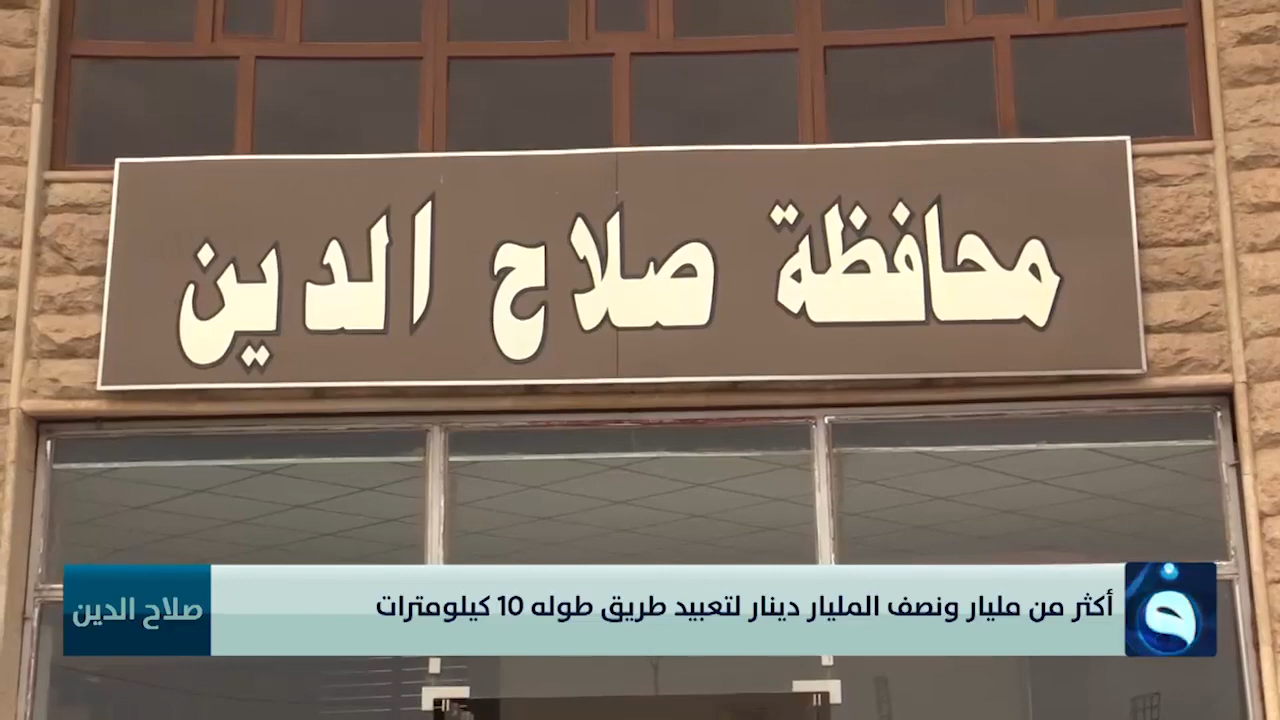 محافظة صلاح الدين
أكثر من مليار ونصف المليار دينار لتعبيد طريق طوله 10 كيلومترات
صلاح الدين